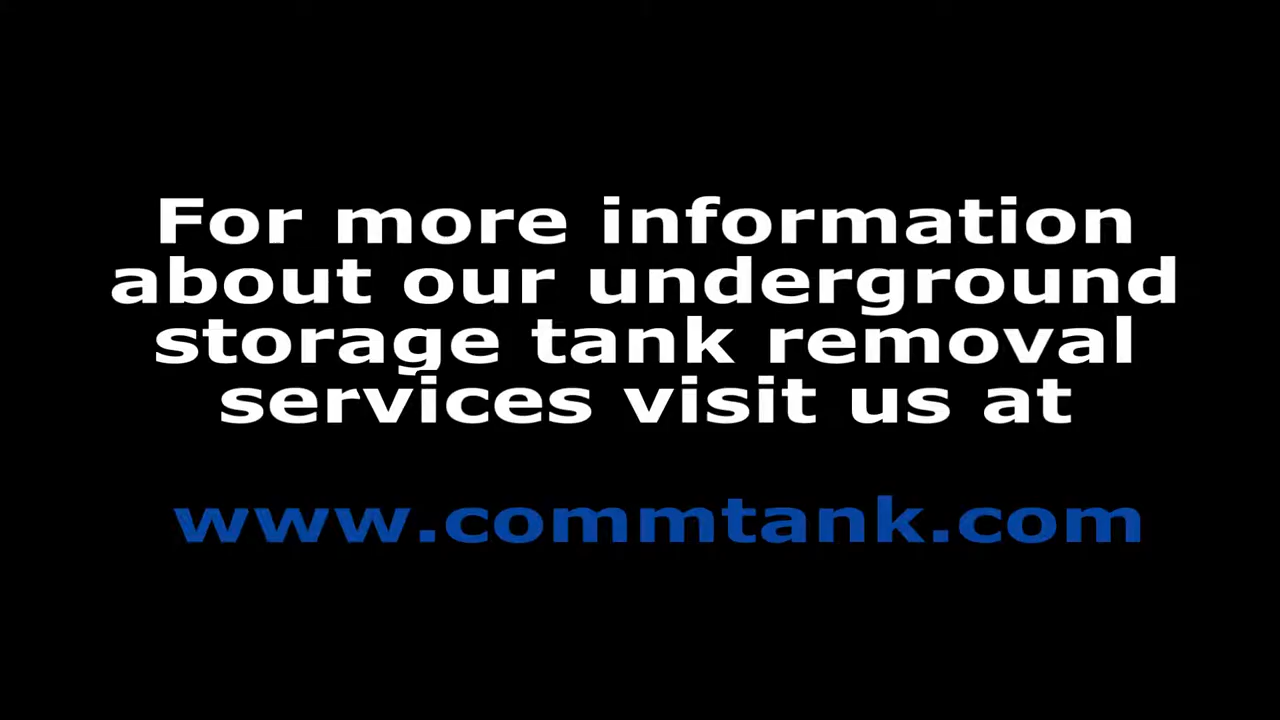 For more information
about our underground
storage tank removal
services visit us at
www.commtank.com